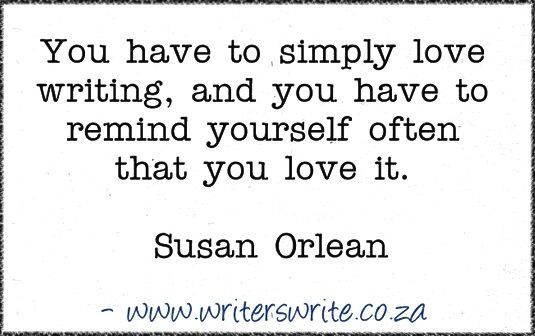 You have to simply love
writing, and you have to
remind yourself often
that you love it.
Susan Orlean
- www.writerswrite.co.za